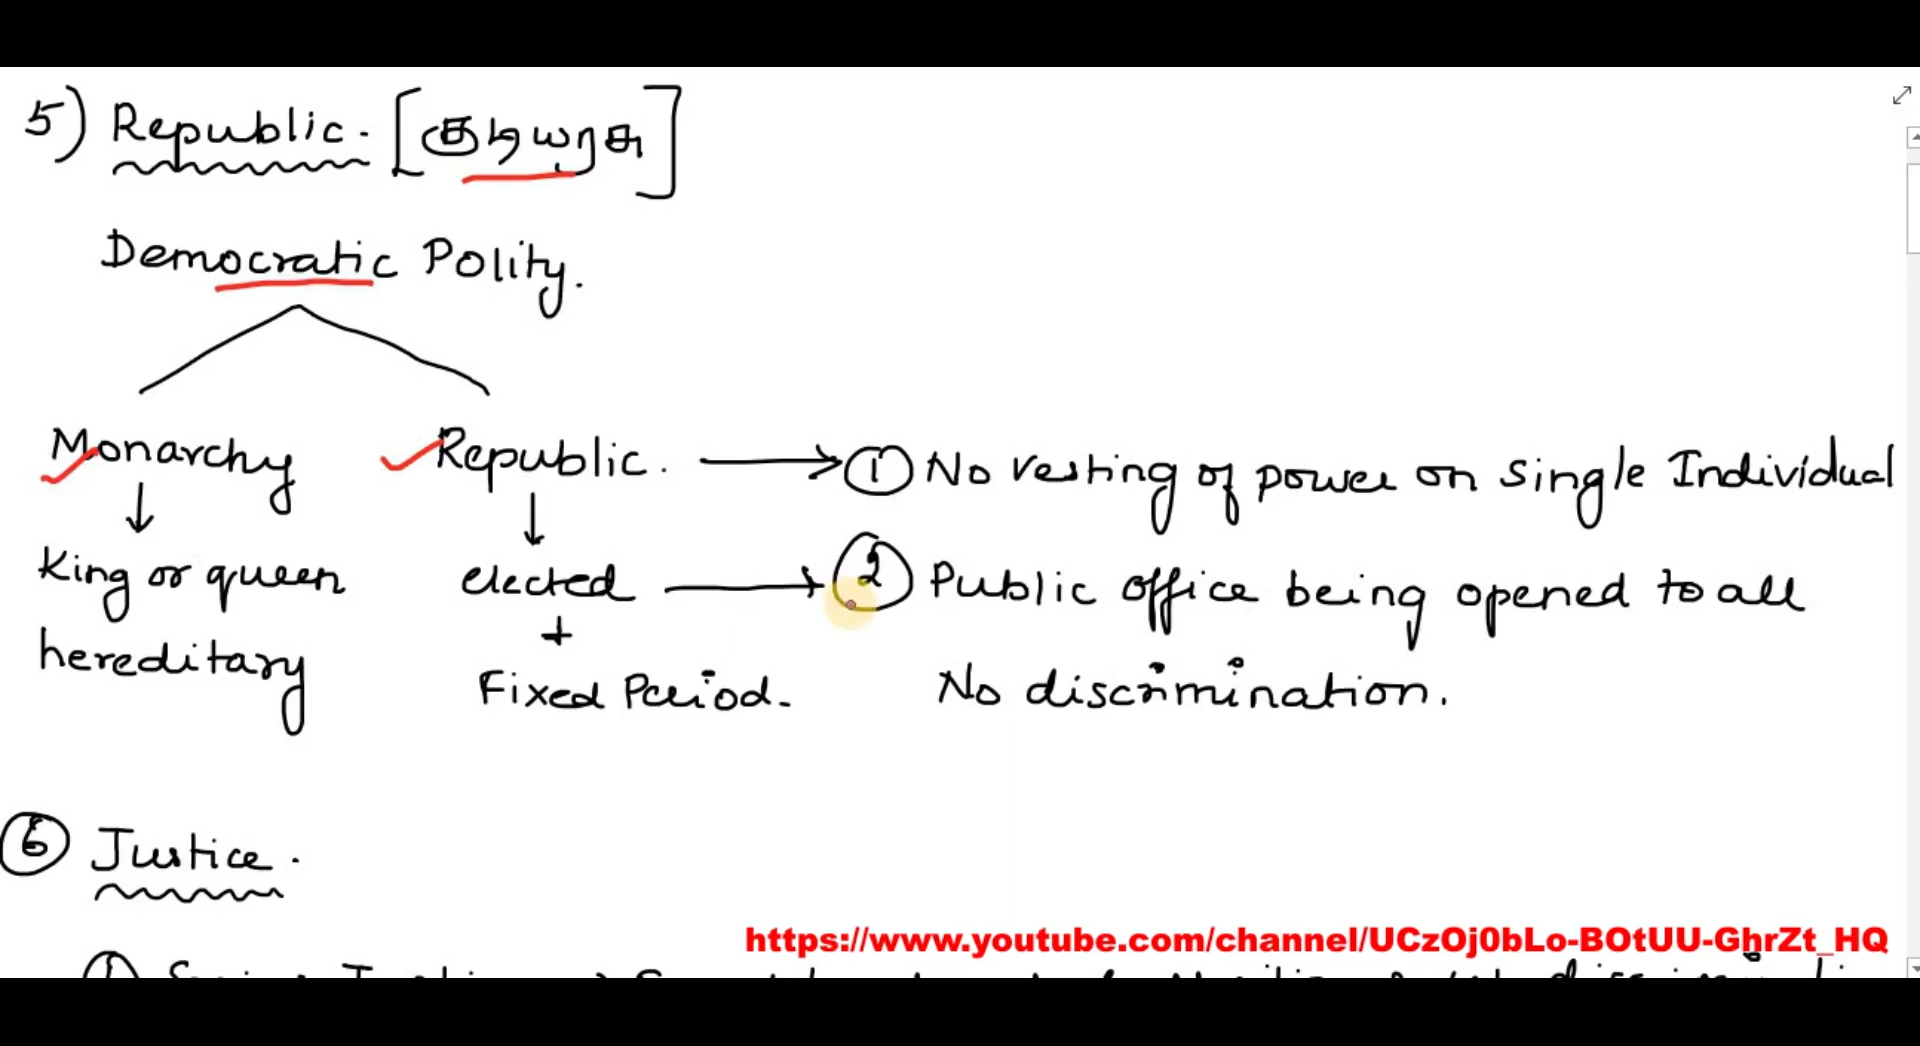 5) Republic. [குடியரசு]
Democratic Polity.
Monarchy Republic. → ① No vesting of power on single Individual
↓ ↓
King or queen elected → ② Public office being opened to all
hereditary + No discrimination.
Fixed Period.
⑥ Justice.
https://www.youtube.com/channel/UCzOj0bLo-BOtUU-GhrZt_HQ